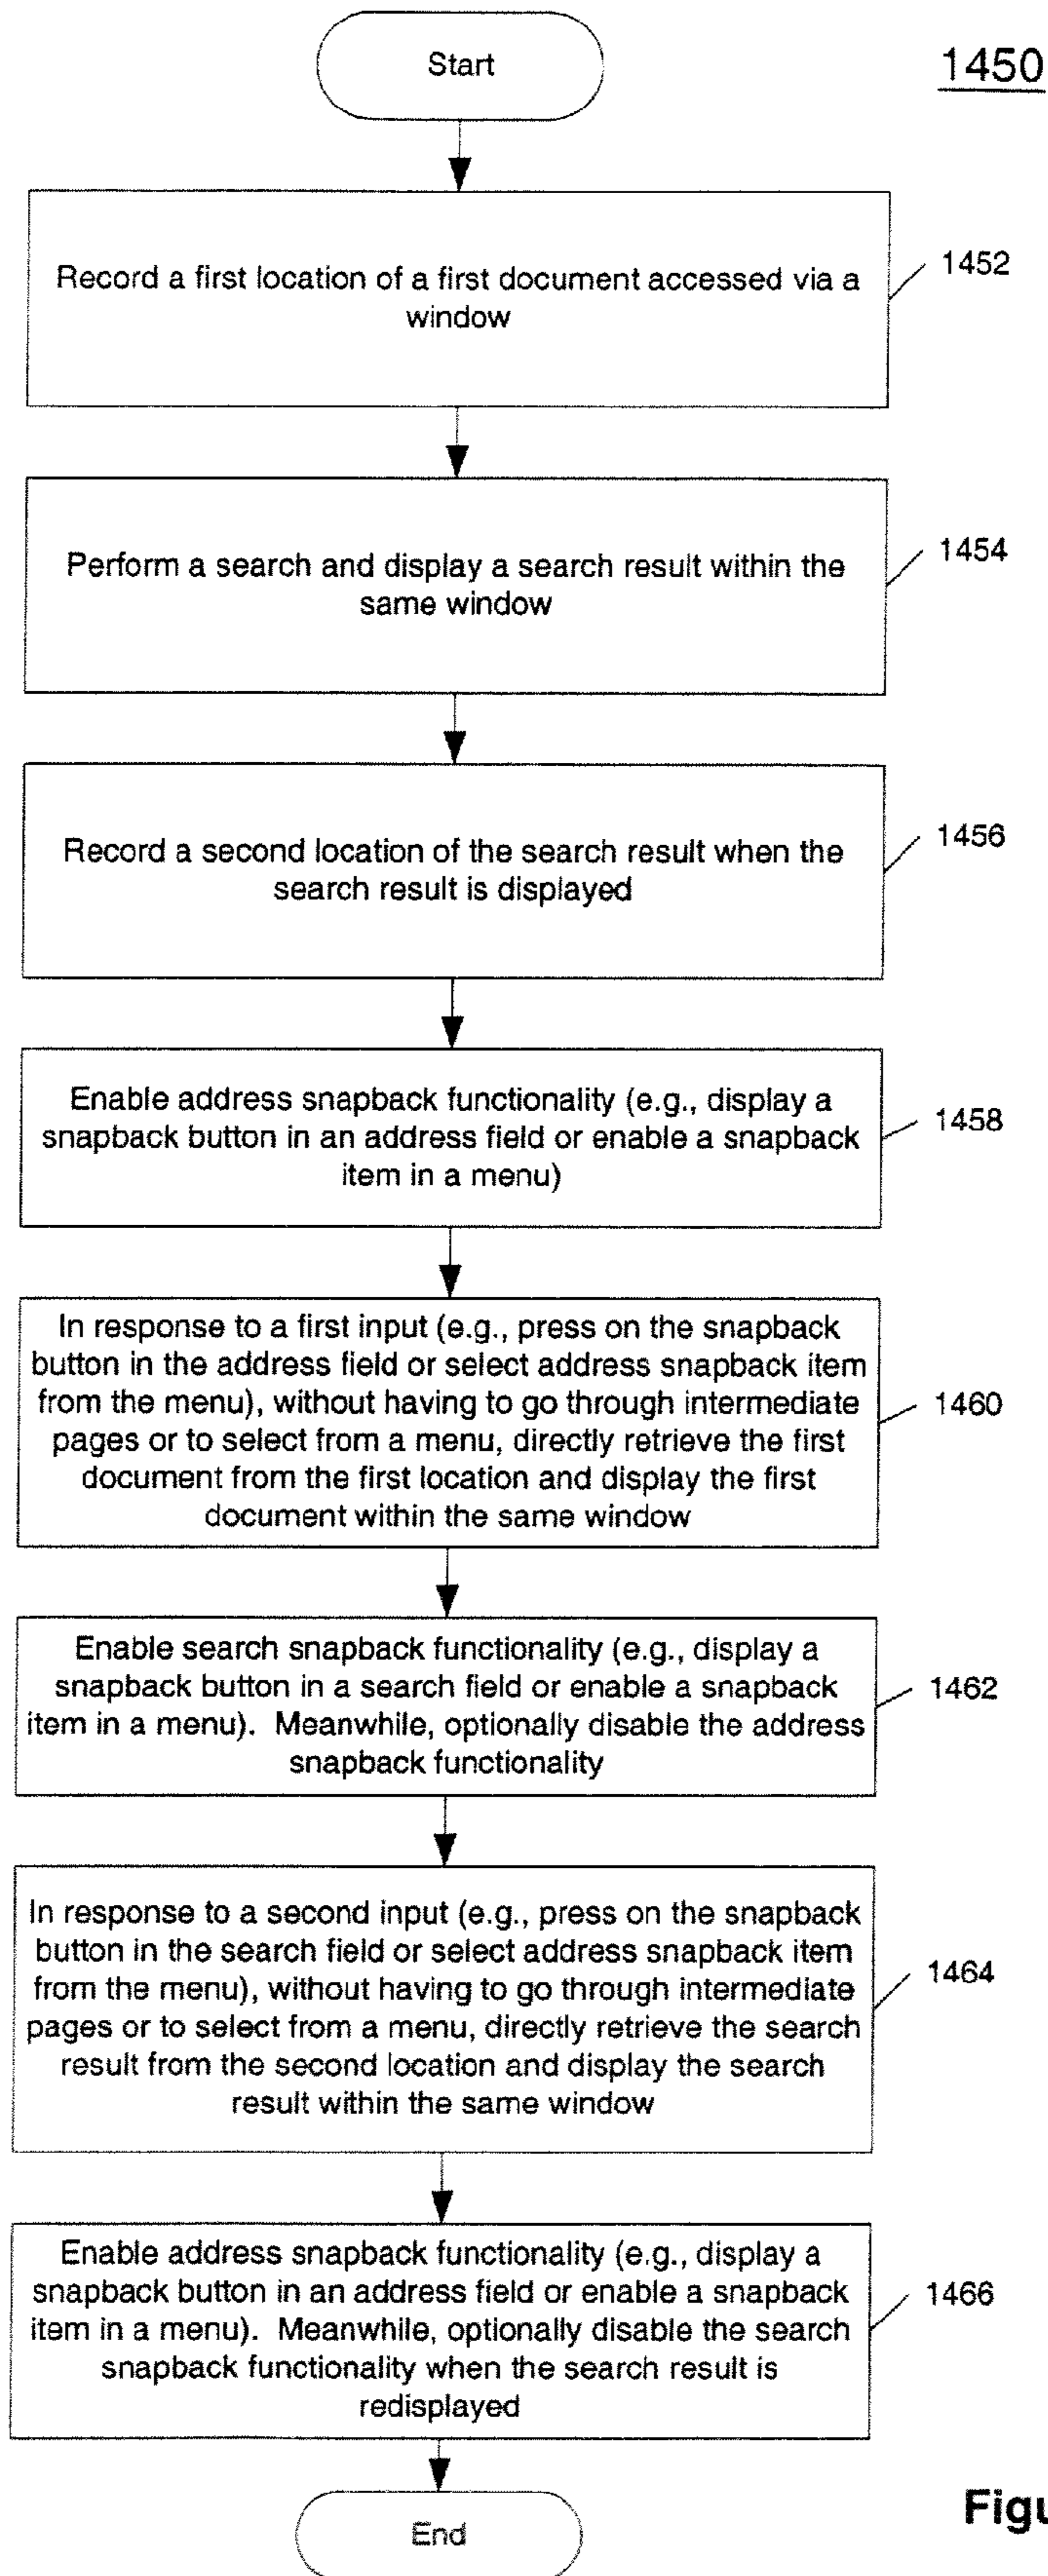 Start
1450
Record a first location of a first document accessed via a
window
1452
Perform a search and display a search result within the
same window
1454
Record a second location of the search result when the
search result is displayed
1456
Enable address snapback functionality (e.g., display a
snapback button in an address field or enable a snapback
item in a menu)
1458
In response to a first input (e.g., press on the snapback
button in the address field or select address snapback item
from the menu), without having to go through intermediate
pages or to select from a menu, directly retrieve the first
document from the first location and display the first
document within the same window
1460
Enable search snapback functionality (e.g., display a
snapback button in a search field or enable a snapback
item in a menu). Meanwhile, optionally disable the address
snapback functionality
1462
In response to a second input (e.g., press on the snapback
button in the search field or select address snapback item
from the menu), without having to go through intermediate
pages or to select from a menu, directly retrieve the search
result from the second location and display the search
result within the same window
1464
Enable address snapback functionality (e.g., display a
snapback button in an address field or enable a snapback
item in a menu). Meanwhile, optionally disable the search
snapback functionality when the search result is
redisplayed
1466
End